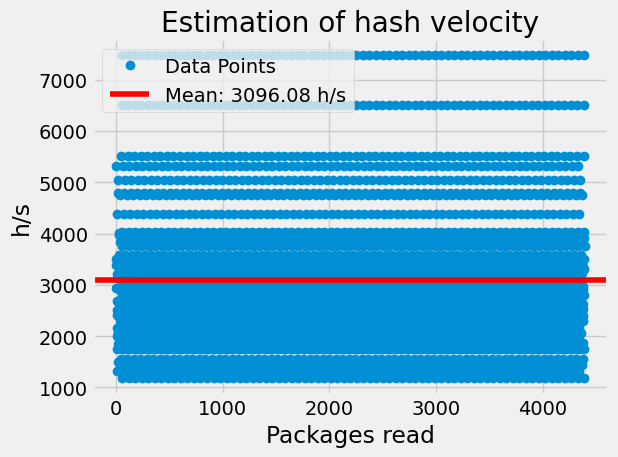 Estimation of hash velocity
Data Points
Mean: 3096.08 h/s
7000
6000
5000
4000
3000
2000
1000
h/s
0 1000 2000 3000 4000
Packages read